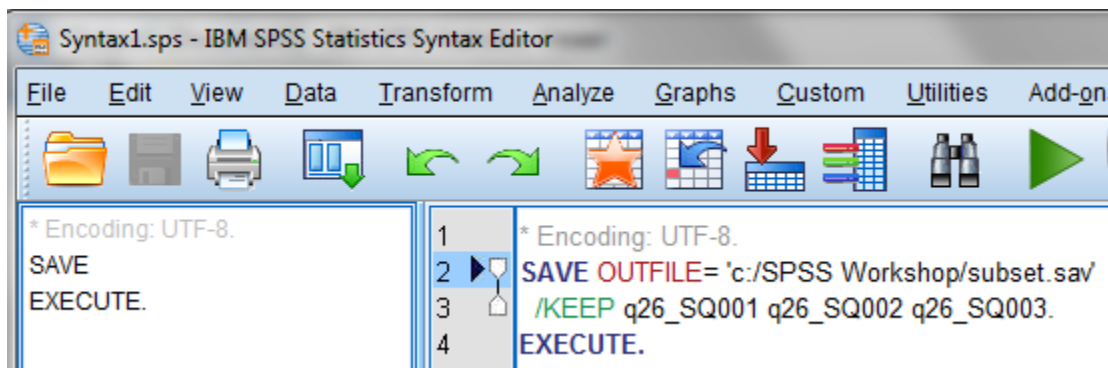 Syntax1.sps - IBM SPSS Statistics Syntax Editor
File Edit View Data Transform Analyze Graphs Custom Utilities Add-on
* Encoding: UTF-8.
SAVE
EXECUTE.
1 * Encoding: UTF-8.
2 SAVE OUTFILE= 'c:/SPSS Workshop/subset.sav'
3 /KEEP q26_SQ001 q26_SQ002 q26_SQ003.
4 EXECUTE.